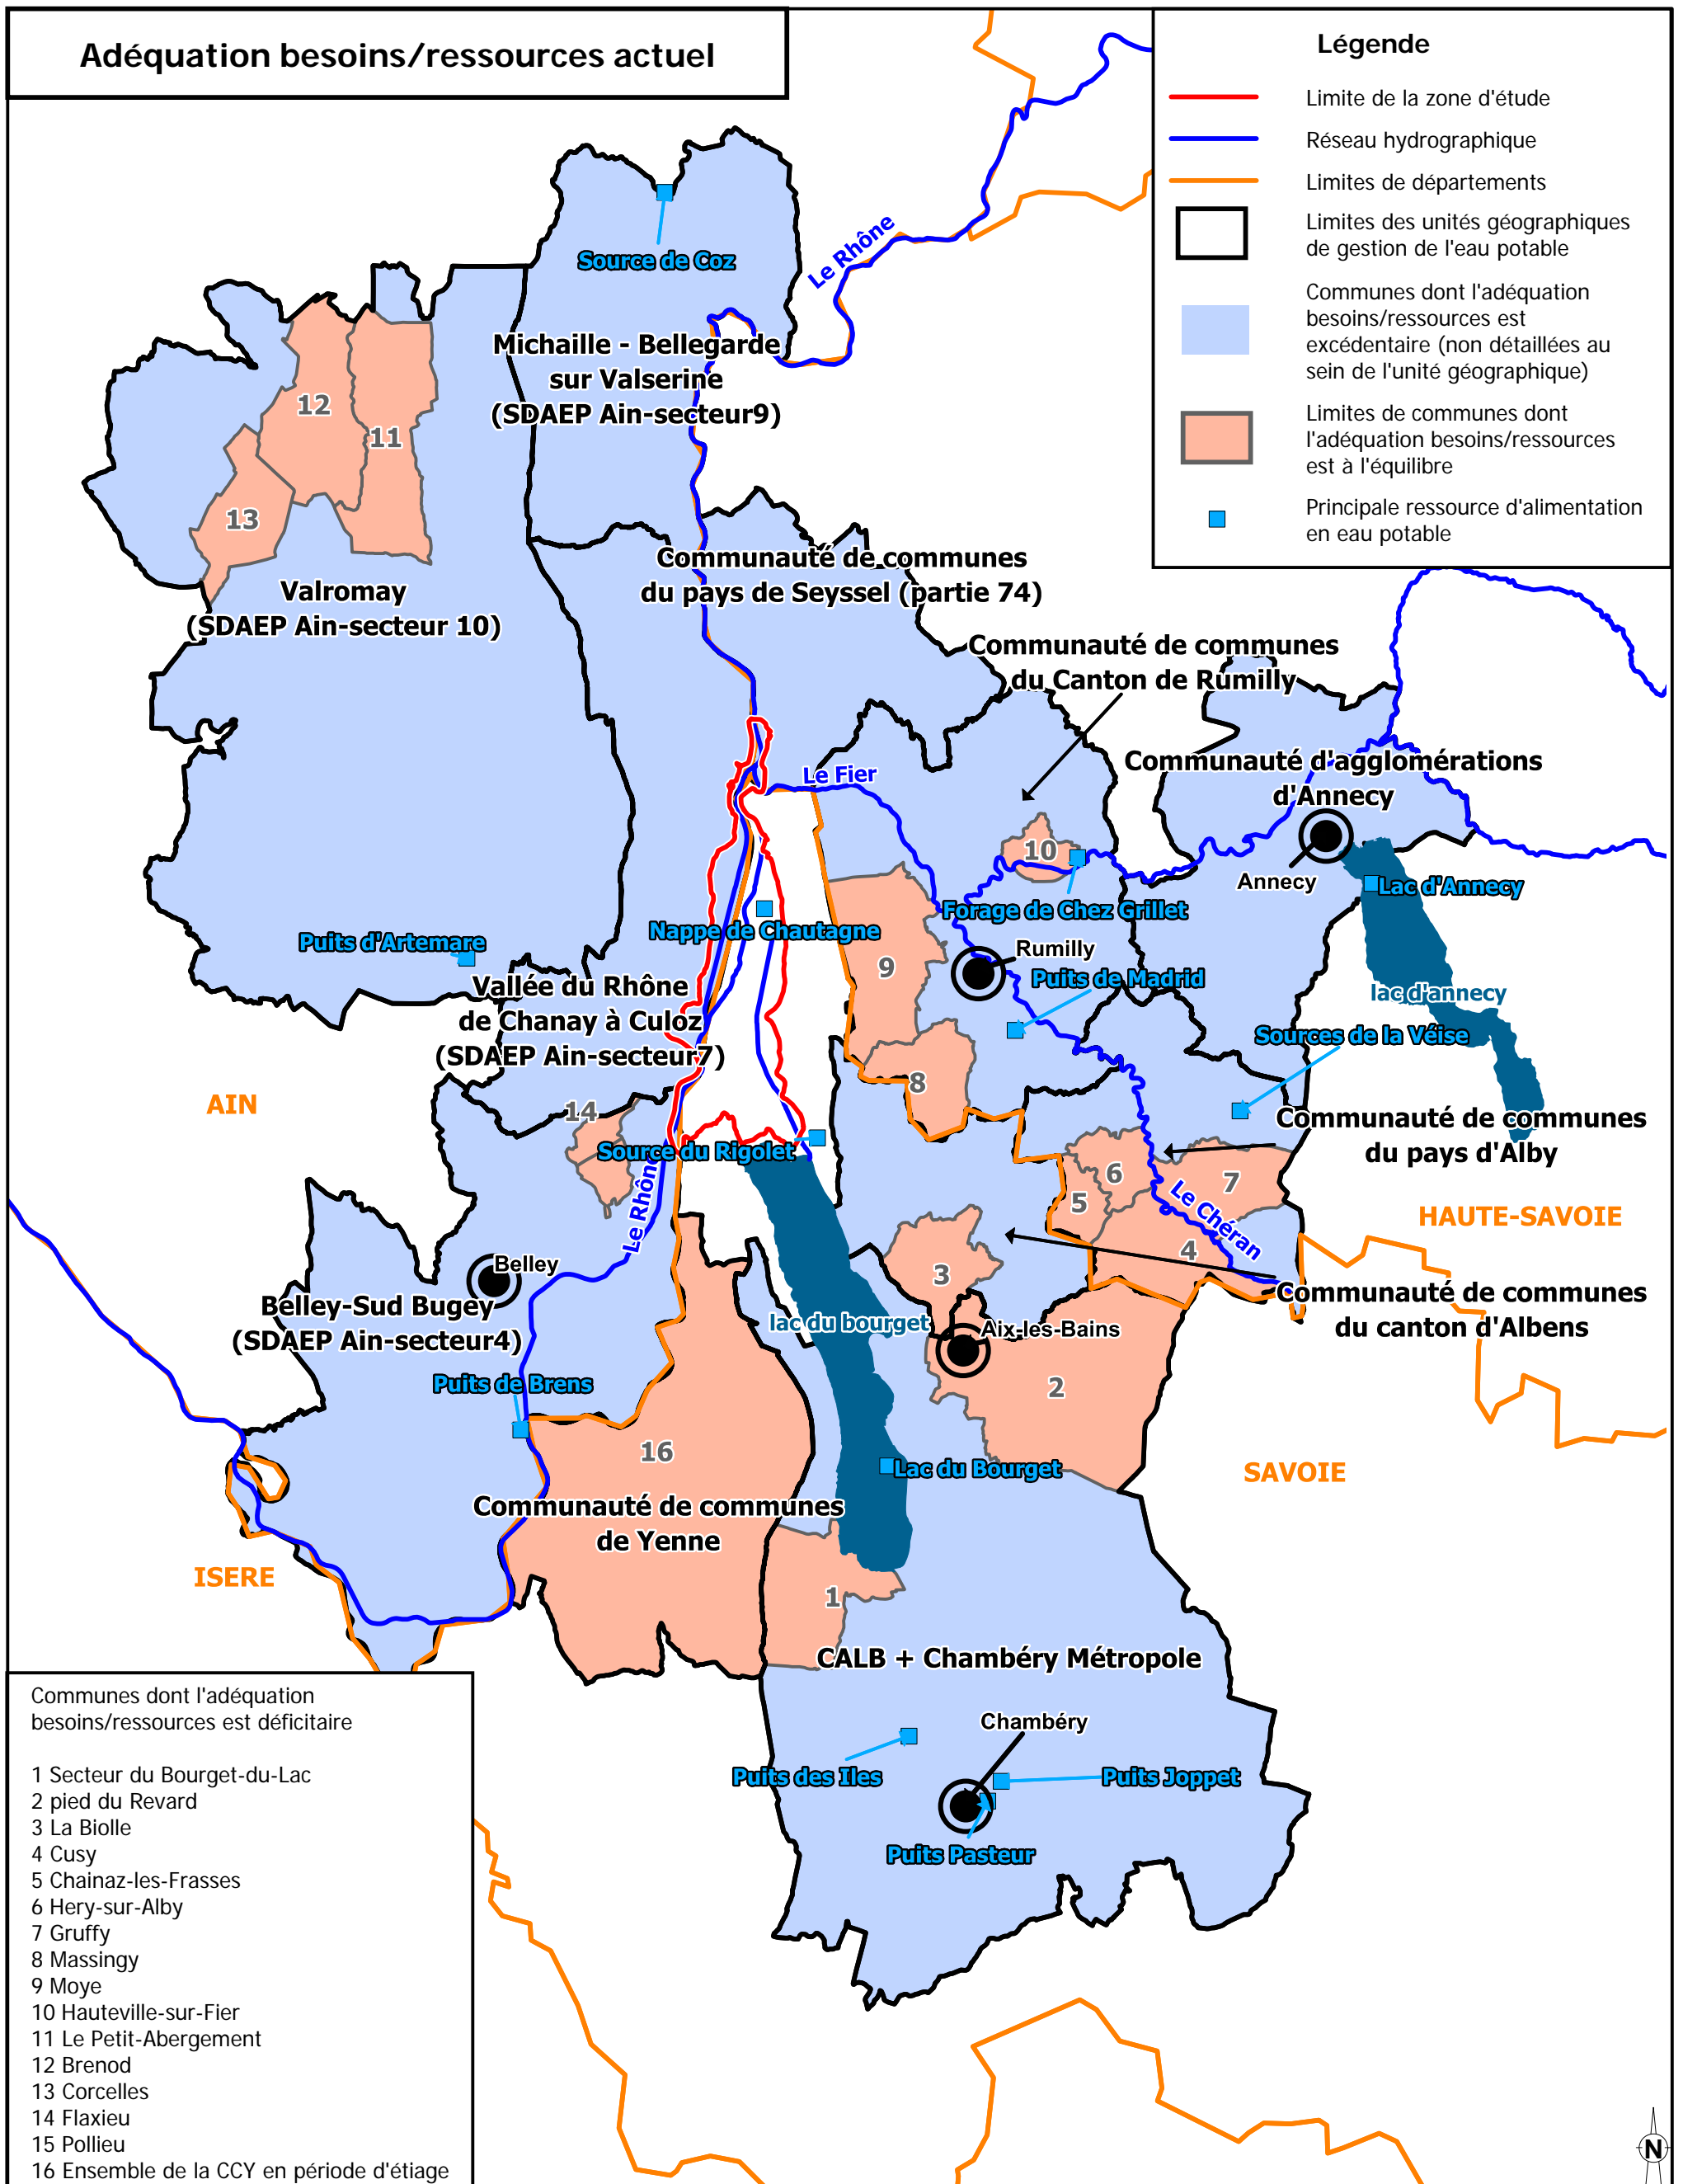 Adéquation besoins/ressources actuel
Légende
Limite de la zone d'étude
Réseau hydrographique
Limites de départements
Limites des unités géographiques
de gestion de l'eau potable
Communes dont l'adéquation
besoins/ressources est
excédentaire (non détaillées au
sein de l'unité géographique)
Limites de communes dont
l'adéquation besoins/ressources
est à l'équilibre
Principale ressource d'alimentation
en eau potable
Source de Coz
Le Rhône
Michaille - Bellegarde
sur Valserine
(SDAEP Ain-secteur9)
12
11
13
Valromay
(SDAEP Ain-secteur 10)
Communauté de communes
du pays de Seyssel (partie 74)
Communauté de communes
du Canton de Rumilly
Communauté d'agglomérations
d'Annecy
Le Fier
10
Annecy
Lac d'Annecy
Forage de Chez Grillet
Nappe de Chautagne
Puits d'Artemare
Rumilly
9
Puits de Madrid
lac d'annecy
Vallée du Rhône
de Chanay à Culoz
(SDAEP Ain-secteur7)
Sources de la Véise
8
AIN
14
Communauté de communes
du pays d'Alby
Source du Rigolet
6
7
5
Le Rhône
Le Chéran
HAUTE-SAVOIE
4
Belley
3
Belley-Sud Bugey
(SDAEP Ain-secteur4)
Communauté de communes
du canton d'Albens
lac du bourget
Aix-les-Bains
2
Puits de Brens
16
Lac du Bourget
SAVOIE
Communauté de communes
de Yenne
ISERE
1
CALB + Chambéry Métropole
Chambéry
Puits des Iles
Puits Joppet
Puits Pasteur
Communes dont l'adéquation
besoins/ressources est déficitaire
1 Secteur du Bourget-du-Lac
2 pied du Revard
3 La Biolle
4 Cusy
5 Chainaz-les-Frasses
6 Hery-sur-Alby
7 Gruffy
8 Massingy
9 Moye
10 Hauteville-sur-Fier
11 Le Petit-Abergement
12 Brenod
13 Corcelles
14 Flaxieu
15 Pollieu
16 Ensemble de la CCY en période d'étiage
N